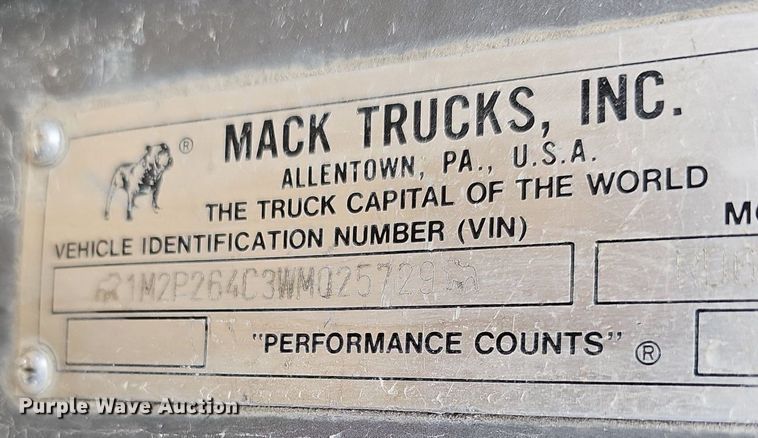 MACK TRUCKS, INC.
®
ALLENTOWN, PA., U.S.A.
THE TRUCK CAPITAL OF THE WORLD
VEHICLE IDENTIFICATION NUMBER (VIN)
1M2P264C3WM025729
"PERFORMANCE COUNTS" ®
Purple Wave Auction